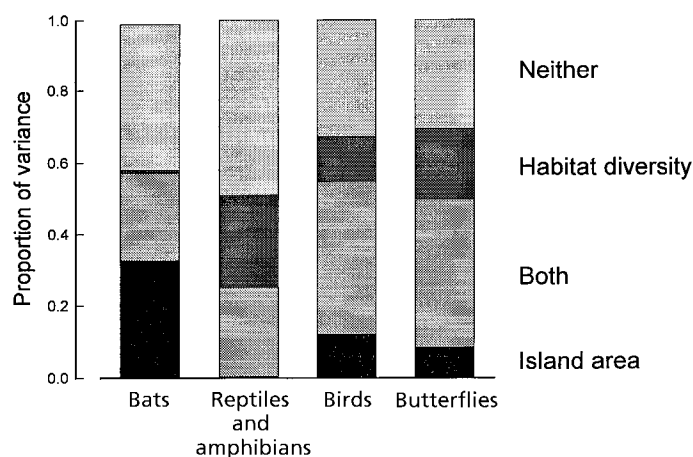 Proportion of variance
1.0
0.8
0.6
0.4
0.2
0.0
Neither
Habitat diversity
Both
Island area
Bats
Reptiles
and
amphibians
Birds
Butterflies